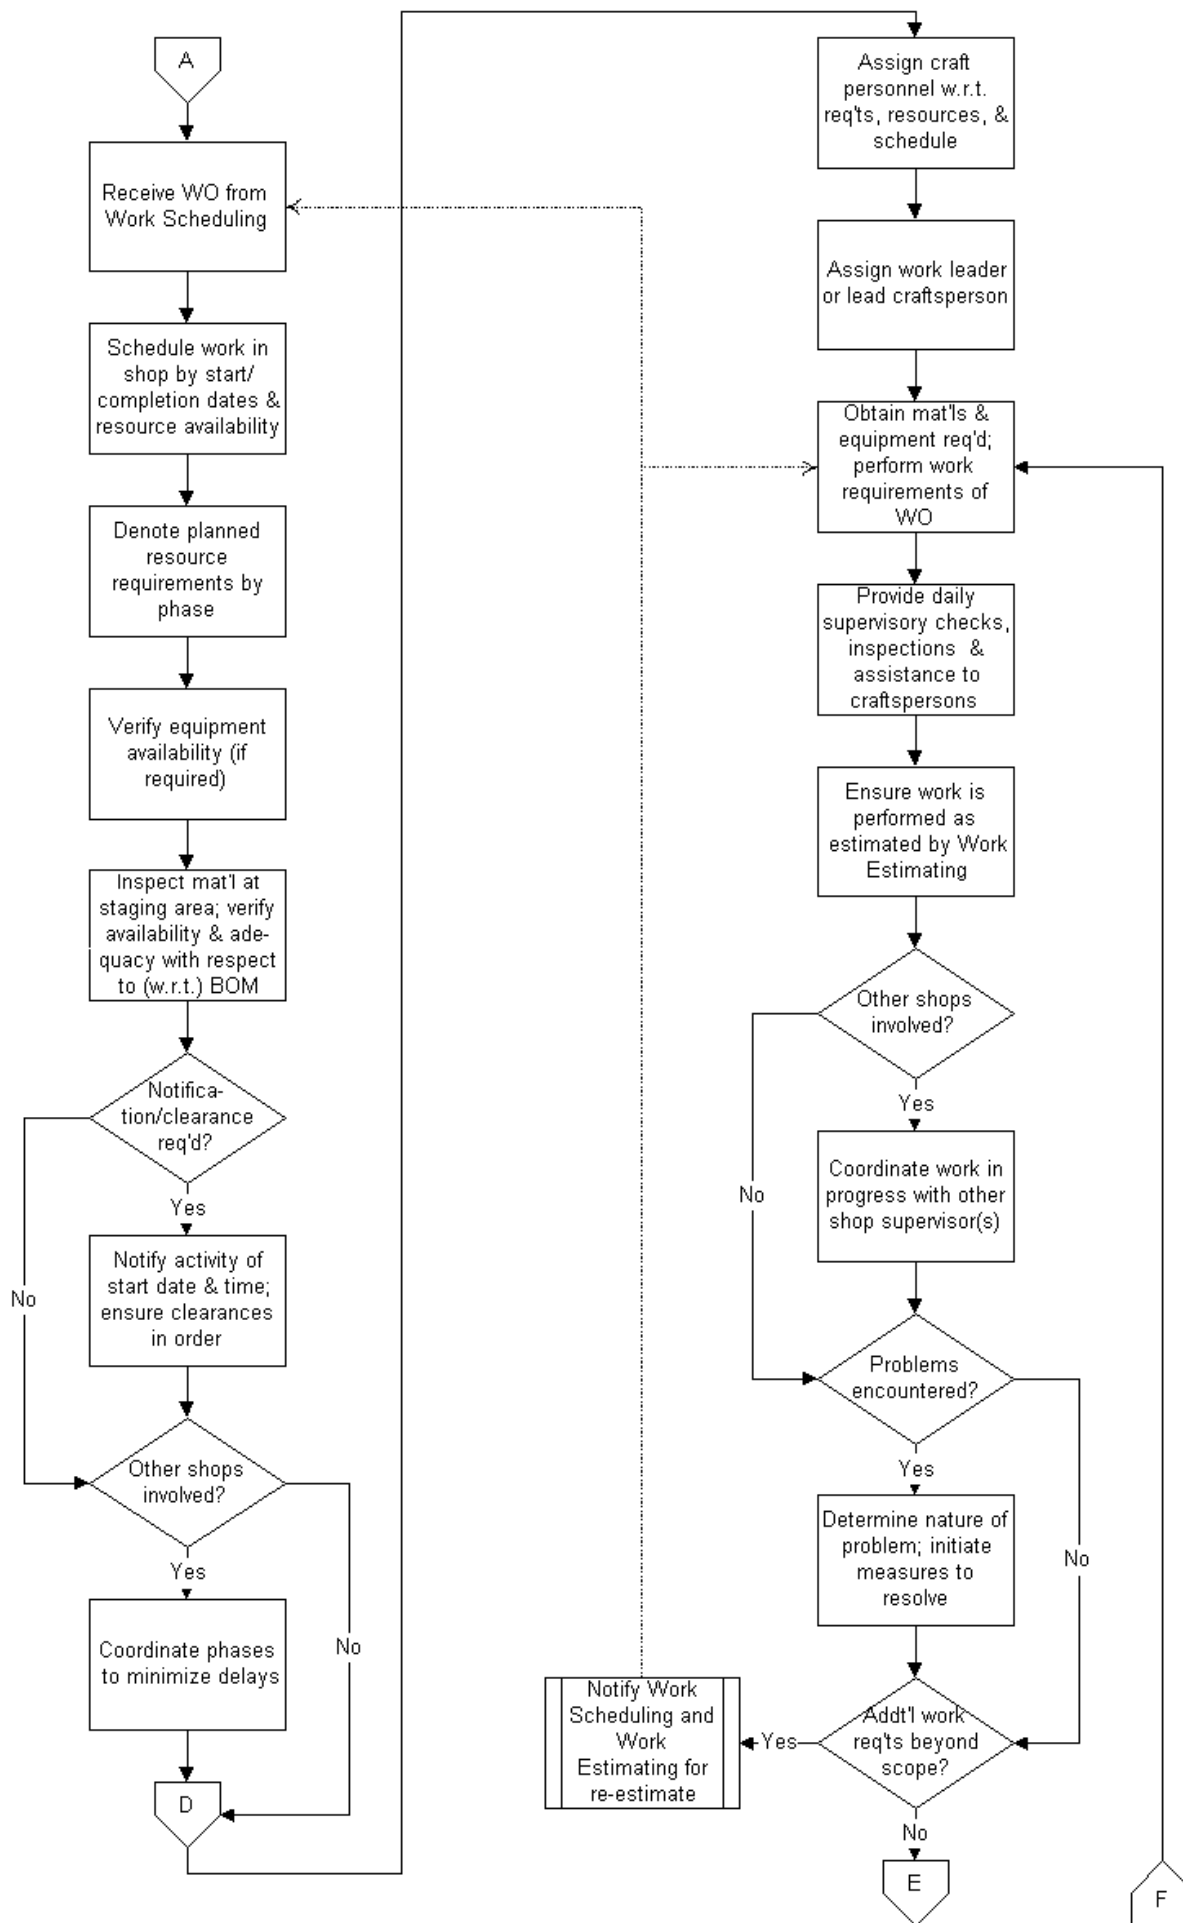 A
Receive WO from
Work Scheduling
Schedule work in
shop by start/
completion dates &
resource availability
Denote planned
resource
requirements by
phase
Verify equipment
availability (if
required)
Inspect mat'l at
staging area; verify
availability & ade-
quacy with respect
to (w.r.t.) BOM
Notifica-
tion/clearance
req'd?
Yes
No
Notify activity of
start date & time;
ensure clearances
in order
Other shops
involved?
Yes
No
Coordinate phases
to minimize delays
D
Assign craft
personnel w.r.t.
req'ts, resources, &
schedule
Assign work leader
or lead craftsperson
Obtain mat'ls &
equipment req'd;
perform work
requirements of
WO
Provide daily
supervisory checks,
inspections &
assistance to
craftspersons
Ensure work is
performed as
estimated by Work
Estimating
Other shops
involved?
Yes
No
Coordinate work in
progress with other
shop supervisor(s)
Problems
encountered?
Yes
No
Determine nature of
problem; initiate
measures to
resolve
Addt'l work
req'ts beyond
scope?
Yes
Notify Work
Scheduling and
Work
Estimating for
re-estimate
No
E
F